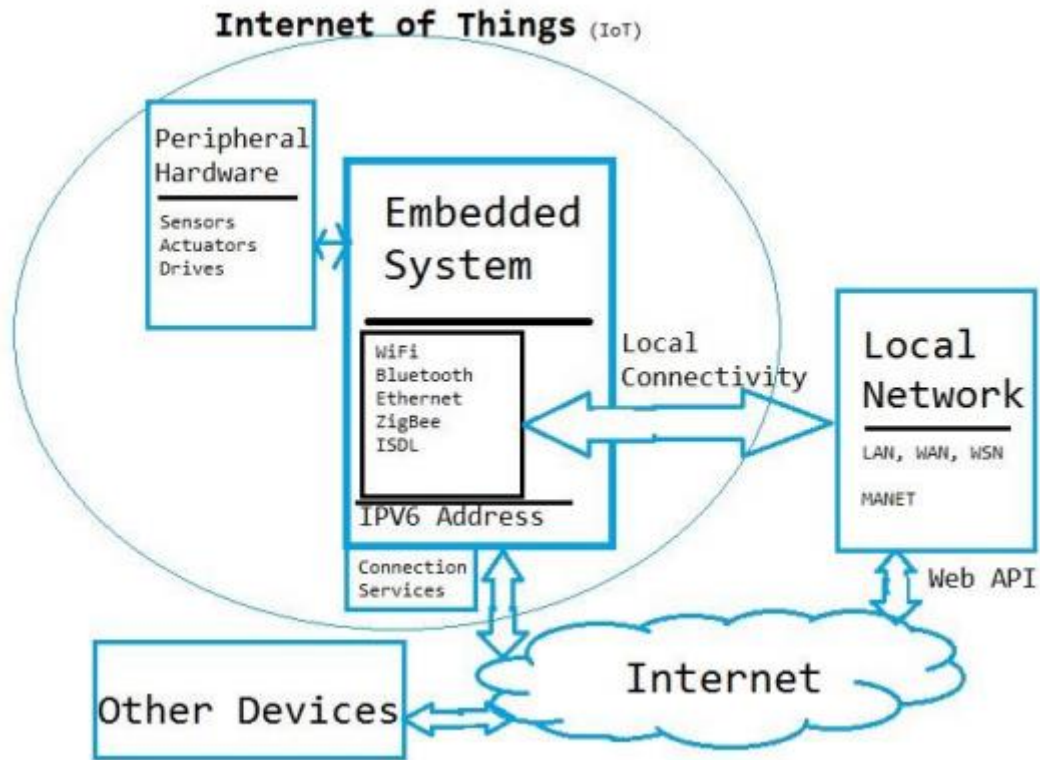 Internet of Things (IoT)
Peripheral
Hardware
Sensors
Actuators
Drives
Embedded
System
WiFi
Bluetooth
Ethernet
ZigBee
ISDL
IPV6 Address
Connection
Services
Local
Connectivity
Local
Network
LAN, WAN, WSN
MANET
Web API
Internet
Other Devices